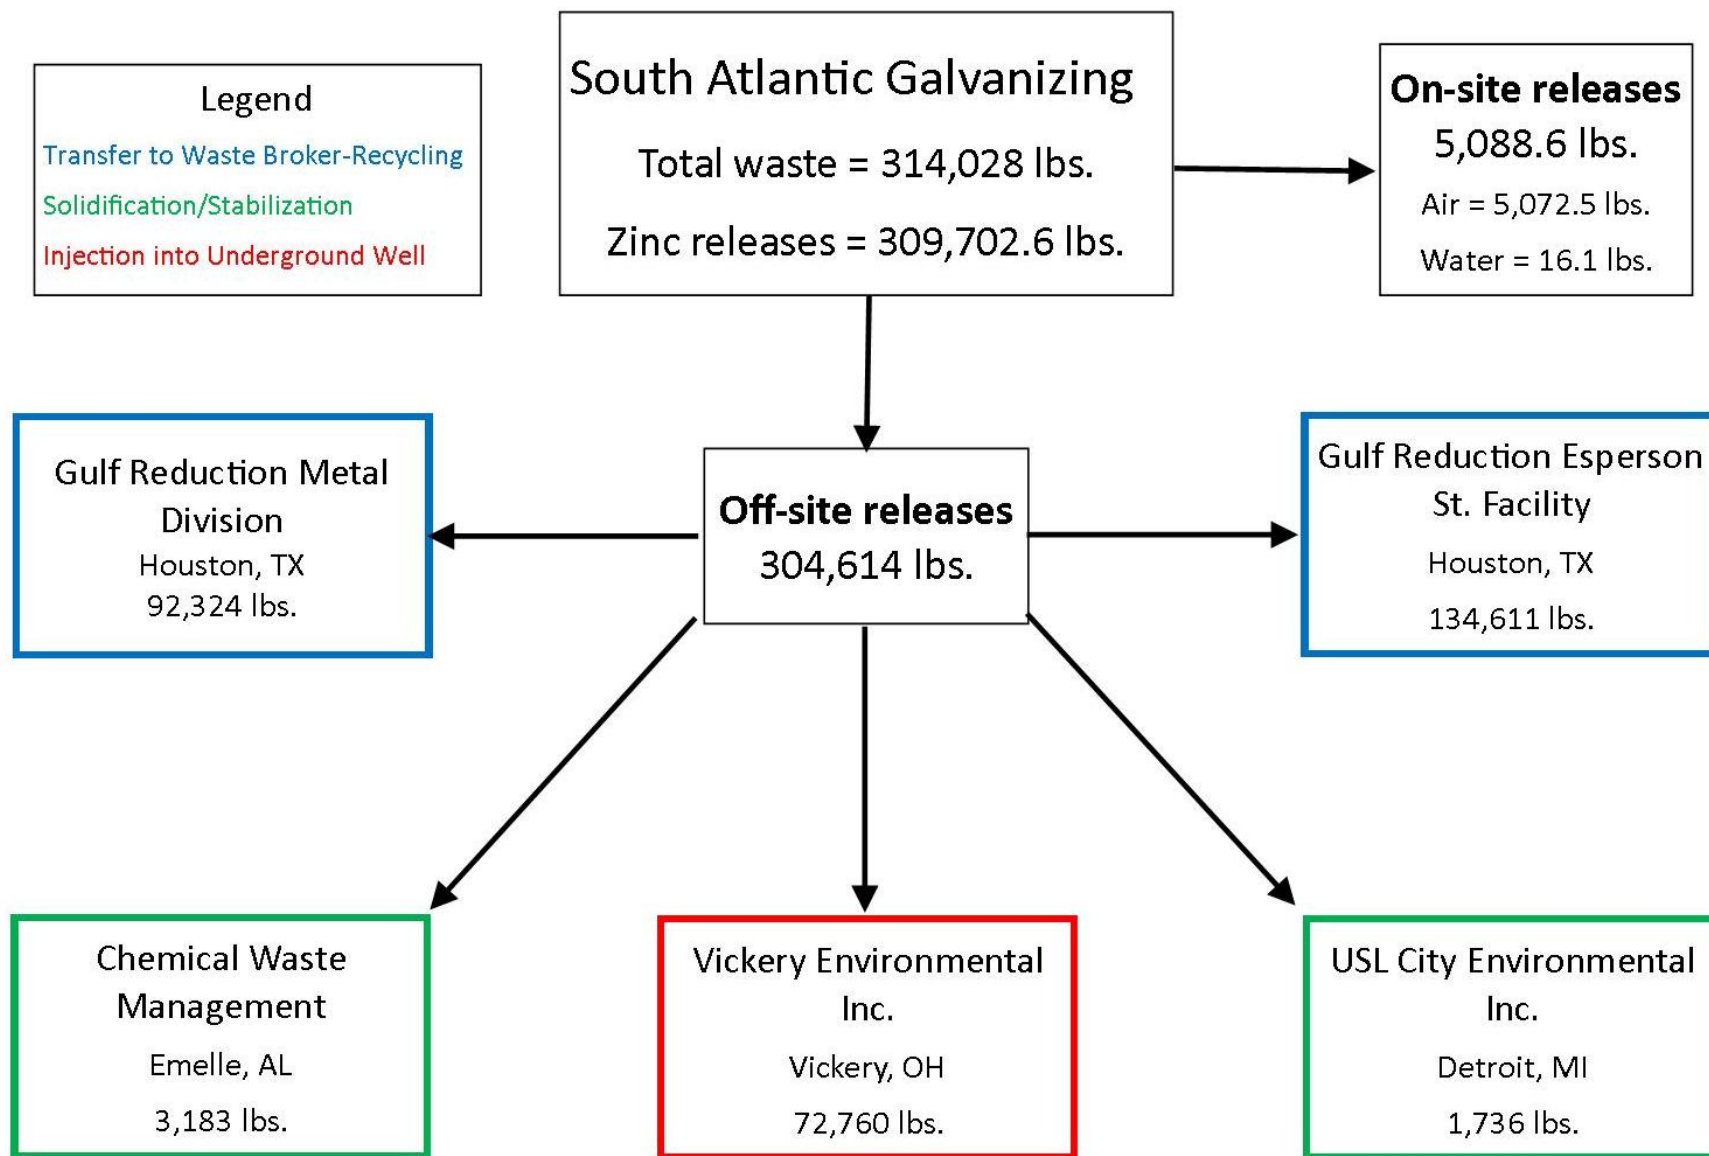 Legend
Transfer to Waste Broker-Recycling
Solidification/Stabilization
Injection into Underground Well
South Atlantic Galvanizing
Total waste = 314,028 lbs.
Zinc releases = 309,702.6 lbs.
On-site releases
5,088.6 lbs.
Air = 5,072.5 lbs.
Water = 16.1 lbs.
Gulf Reduction Metal
Division
Houston, TX
92,324 lbs.
Off-site releases
304,614 lbs.
Gulf Reduction Esperson
St. Facility
Houston, TX
134,611 lbs.
Chemical Waste
Management
Emelle, AL
3,183 lbs.
Vickery Environmental
Inc.
Vickery, OH
72,760 lbs.
USL City Environmental
Inc.
Detroit, MI
1,736 lbs.